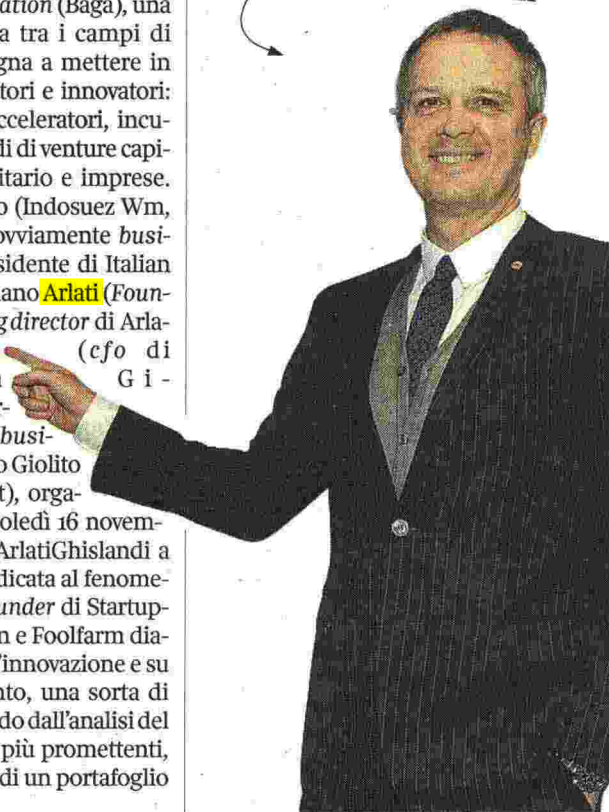 ation (Baga), una
a tra i campi di
gna a mettere in
tori e innovatori:
cceleratori, incu-
di di venture capi-
itario e imprese.
o (Indosuez Wm,
ovviamente busi-
sidente di Italian
iano Arlati (Foun-
g director di Arla-
(cfo di
G i -
r-
busi-
o Giolito
t), orga-
oledì 16 novem-
ArlatiGhislandi a
dicata al fenome-
under di Startup-
n e Foolfarm dia-
'innovazione e su
nto, una sorta di
do dall'analisi del
più promettenti,
di un portafoglio